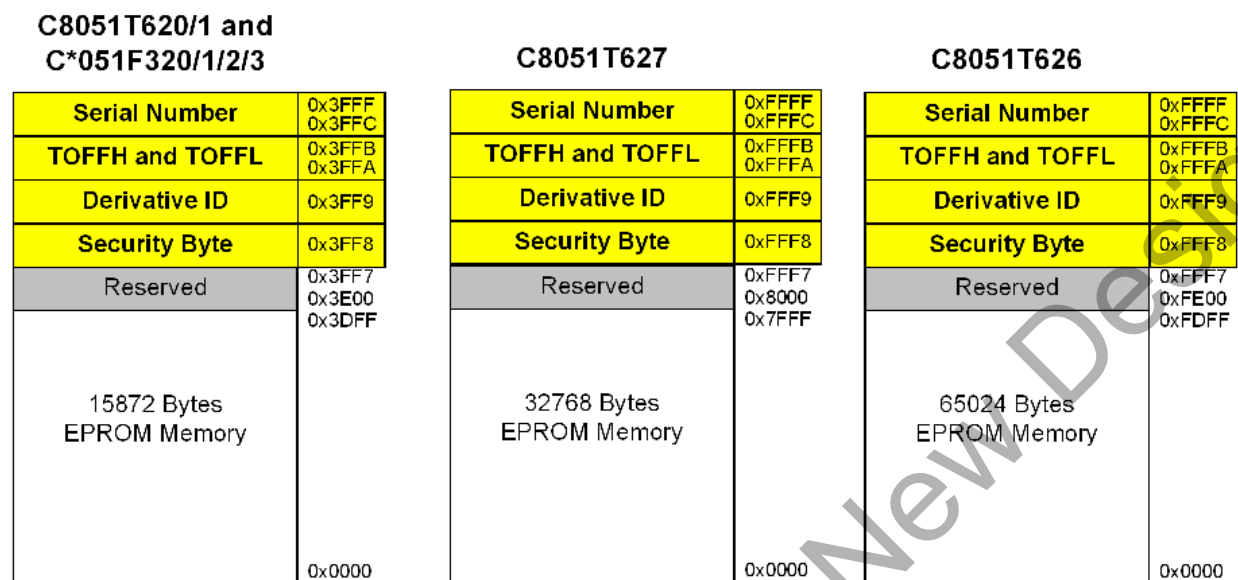 C8051T620/1 and
C*051F320/1/2/3
Serial Number
0x3FFF
0x3FFC
TOFFH and TOFFL
0x3FFB
0x3FFA
Derivative ID
0x3FF9
Security Byte
0x3FF8
Reserved
0x3FF7
0x3E00
0x3DFF
15872 Bytes
EPROM Memory
0x0000
C8051T627
Serial Number
0xFFFF
0xFFFC
TOFFH and TOFFL
0xFFFB
0xFFFA
Derivative ID
0xFFF9
Security Byte
0xFFF8
Reserved
0xFFF7
0x8000
0x7FFF
32768 Bytes
EPROM Memory
0x0000
C8051T626
Serial Number
0xFFFF
0xFFFC
TOFFH and TOFFL
0xFFFB
0xFFFA
Derivative ID
0xFFF9
Security Byte
0xFFF8
Reserved
0xFFF7
0xFE00
0xFDFF
65024 Bytes
EPROM Memory
0x0000
New Desig